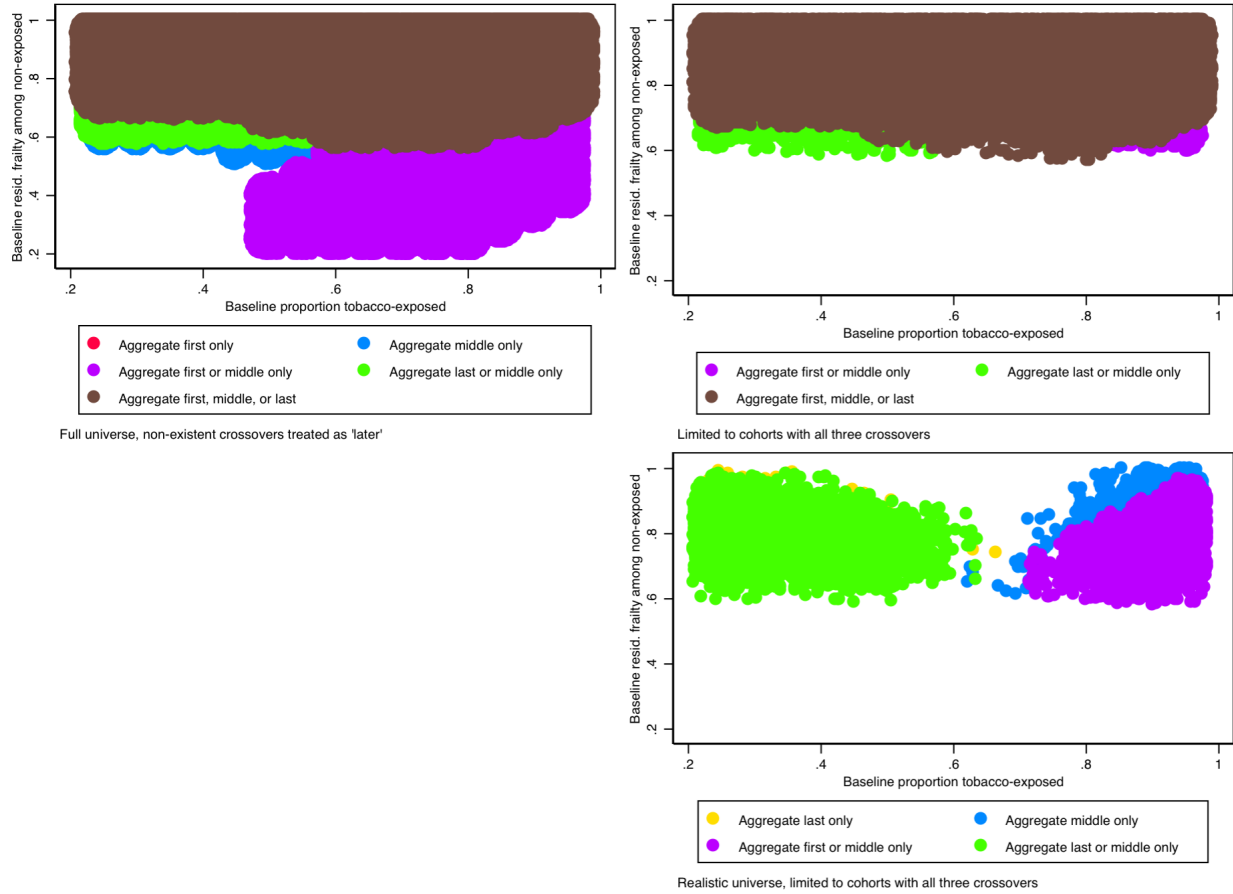 Baseline resid. frailty among non-exposed
1
.8
.6
.4
.2
.2 .4 .6 .8 1
Baseline proportion tobacco-exposed
Aggregate first only Aggregate middle only
Aggregate first or middle only Aggregate last or middle only
Aggregate first, middle, or last
Full universe, non-existent crossovers treated as 'later'
Baseline resid. frailty among non-exposed
1
.8
.6
.4
.2
.2 .4 .6 .8 1
Baseline proportion tobacco-exposed
Aggregate first or middle only Aggregate last or middle only
Aggregate first, middle, or last
Limited to cohorts with all three crossovers
Baseline resid. frailty among non-exposed
1
.8
.6
.4
.2
.2 .4 .6 .8 1
Baseline proportion tobacco-exposed
Aggregate last only Aggregate middle only
Aggregate first or middle only Aggregate last or middle only
Realistic universe, limited to cohorts with all three crossovers